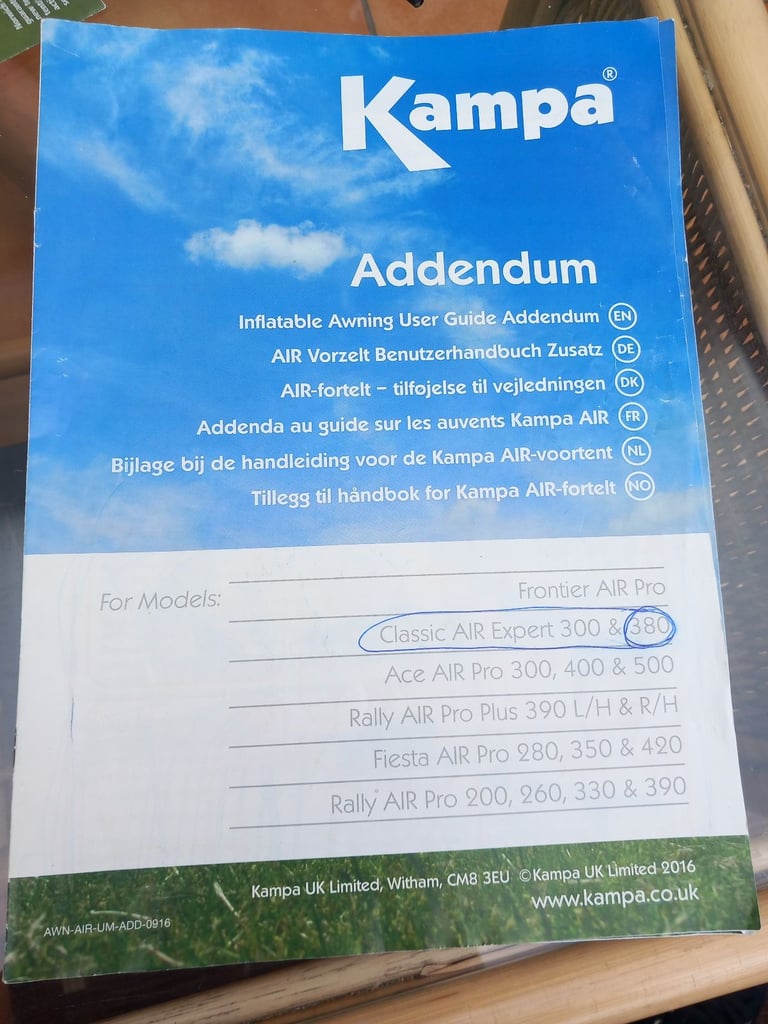 Kampa®
Addendum
Inflatable Awning User Guide Addendum EN
AIR Vorzelt Benutzerhandbuch Zusatz DE
AIR-fortelt – tilføjelse til vejledningen DK
Addenda au guide sur les auvents Kampa AIR FR
Bijlage bij de handleiding voor de Kampa AIR-voortent NL
Tillegg til håndbok for Kampa AIR-fortelt NO
For Models:
Frontier AIR Pro
Classic AIR Expert 300 & 380
Ace AIR Pro 300, 400 & 500
Rally AIR Pro Plus 390 L/H & R/H
Fiesta AIR Pro 280, 350 & 420
Rally AIR Pro 200, 260, 330 & 390
Kampa UK Limited, Witham, CM8 3EU ©Kampa UK Limited 2016
www.kampa.co.uk
AWN-AIR-UM-ADD-0916